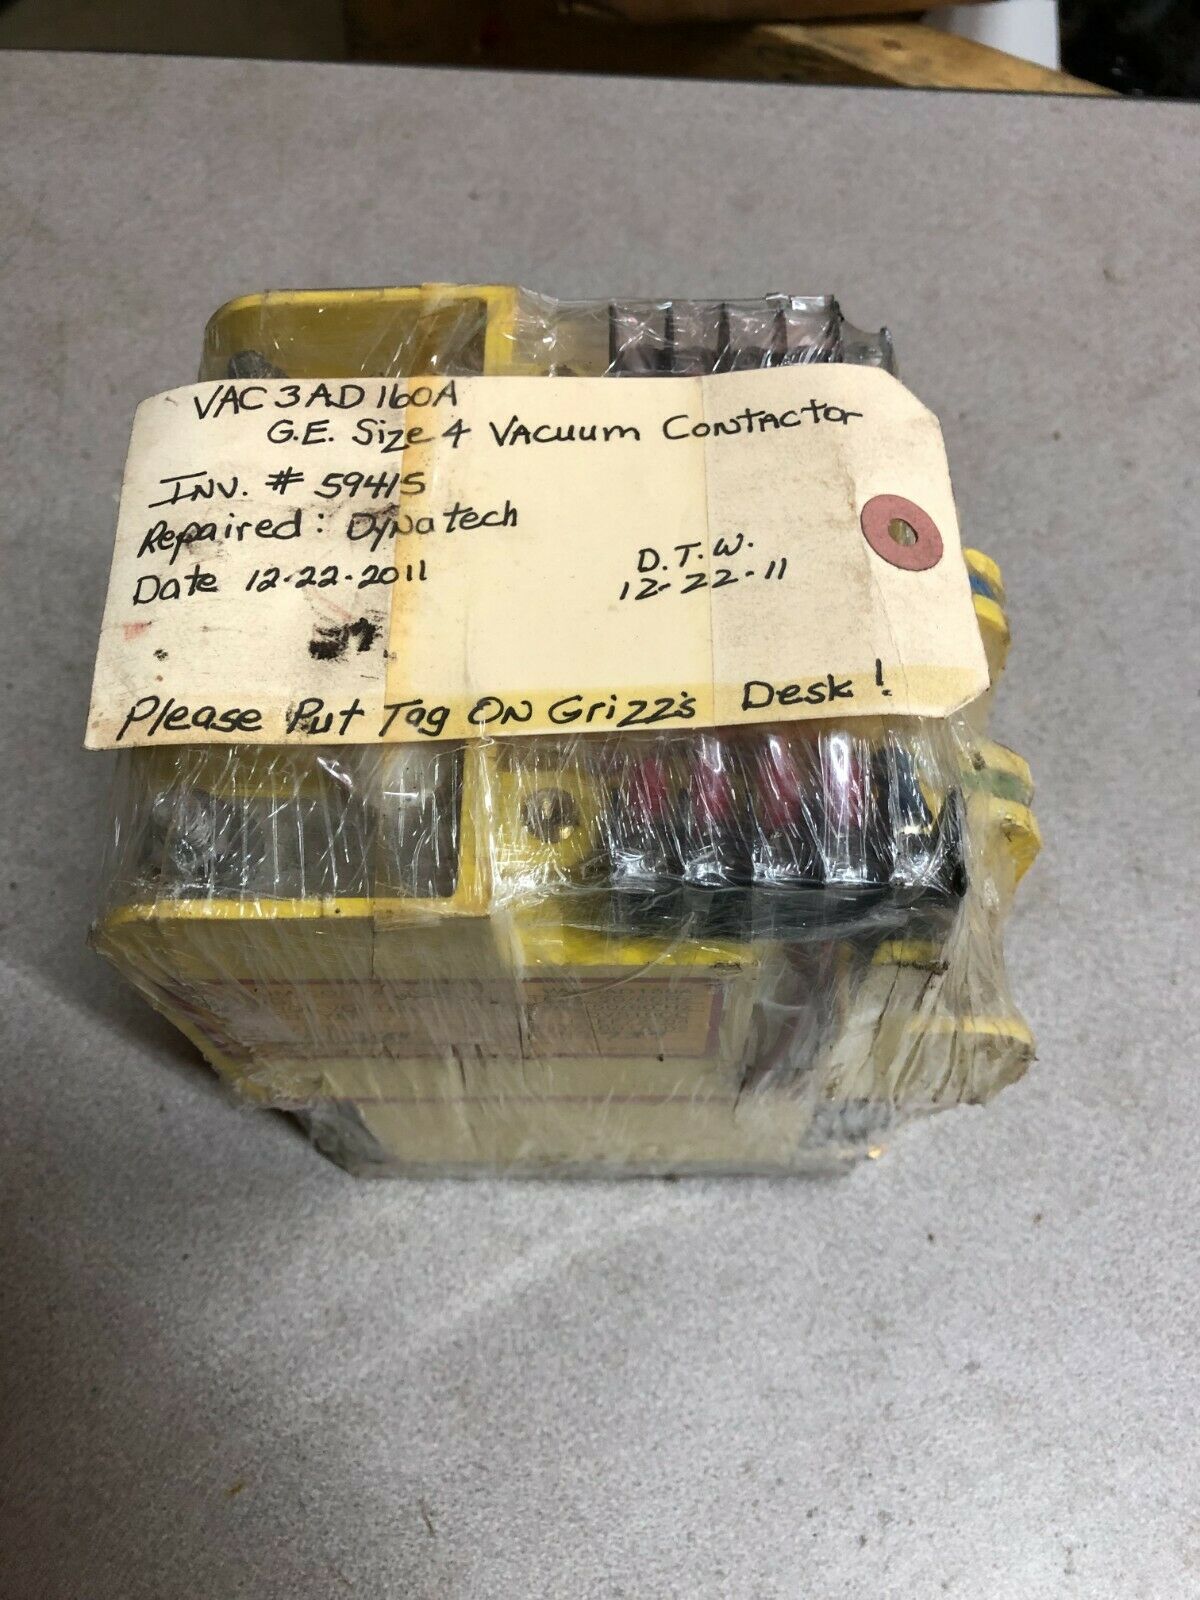 VAC 3AD 160A
G.E. Size 4 Vacuum Contactor
Inv. # 59415
Repaired: Dynatech
Date 12-22-2011
D.T.W.
12-22-11
Please Put Tag On Grizz's Desk!